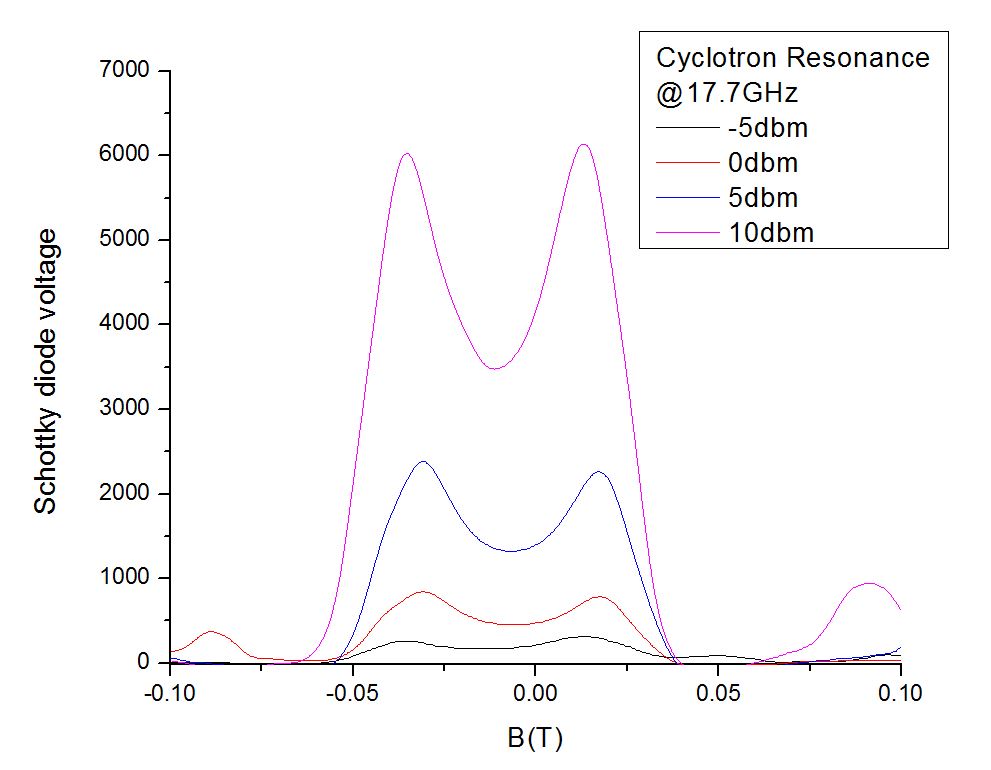 Cyclotron Resonance
@17.7GHz
-5dbm
0dbm
5dbm
10dbm
7000
6000
5000
4000
3000
2000
1000
0
Schottky diode voltage
-0.10
-0.05
0.00
0.05
0.10
B(T)